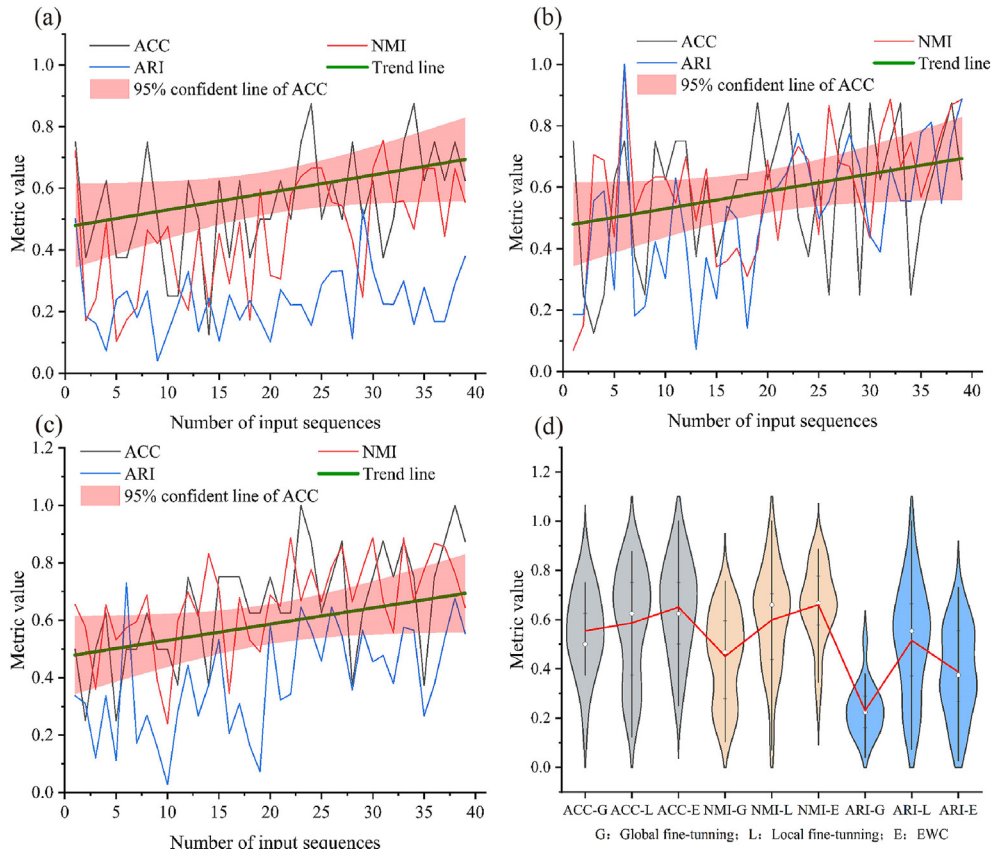 (a)
ACC
NMI
ARI
Trend line
95% confident line of ACC
Metric value
1.0
0.8
0.6
0.4
0.2
0.0
0 5 10 15 20 25 30 35 40
Number of input sequences
(b)
ACC
NMI
ARI
Trend line
95% confident line of ACC
Metric value
1.0
0.8
0.6
0.4
0.2
0.0
0 5 10 15 20 25 30 35 40
Number of input sequences
(c)
ACC
NMI
ARI
Trend line
95% confident line of ACC
Metric value
1.2
1.0
0.8
0.6
0.4
0.2
0.0
0 5 10 15 20 25 30 35 40
Number of input sequences
(d)
Metric value
1.2
1.0
0.8
0.6
0.4
0.2
0.0
ACC-G ACC-L ACC-E NMI-G NMI-L NMI-E ARI-G ARI-L ARI-E
G: Global fine-tunning; L: Local fine-tunning; E: EWC